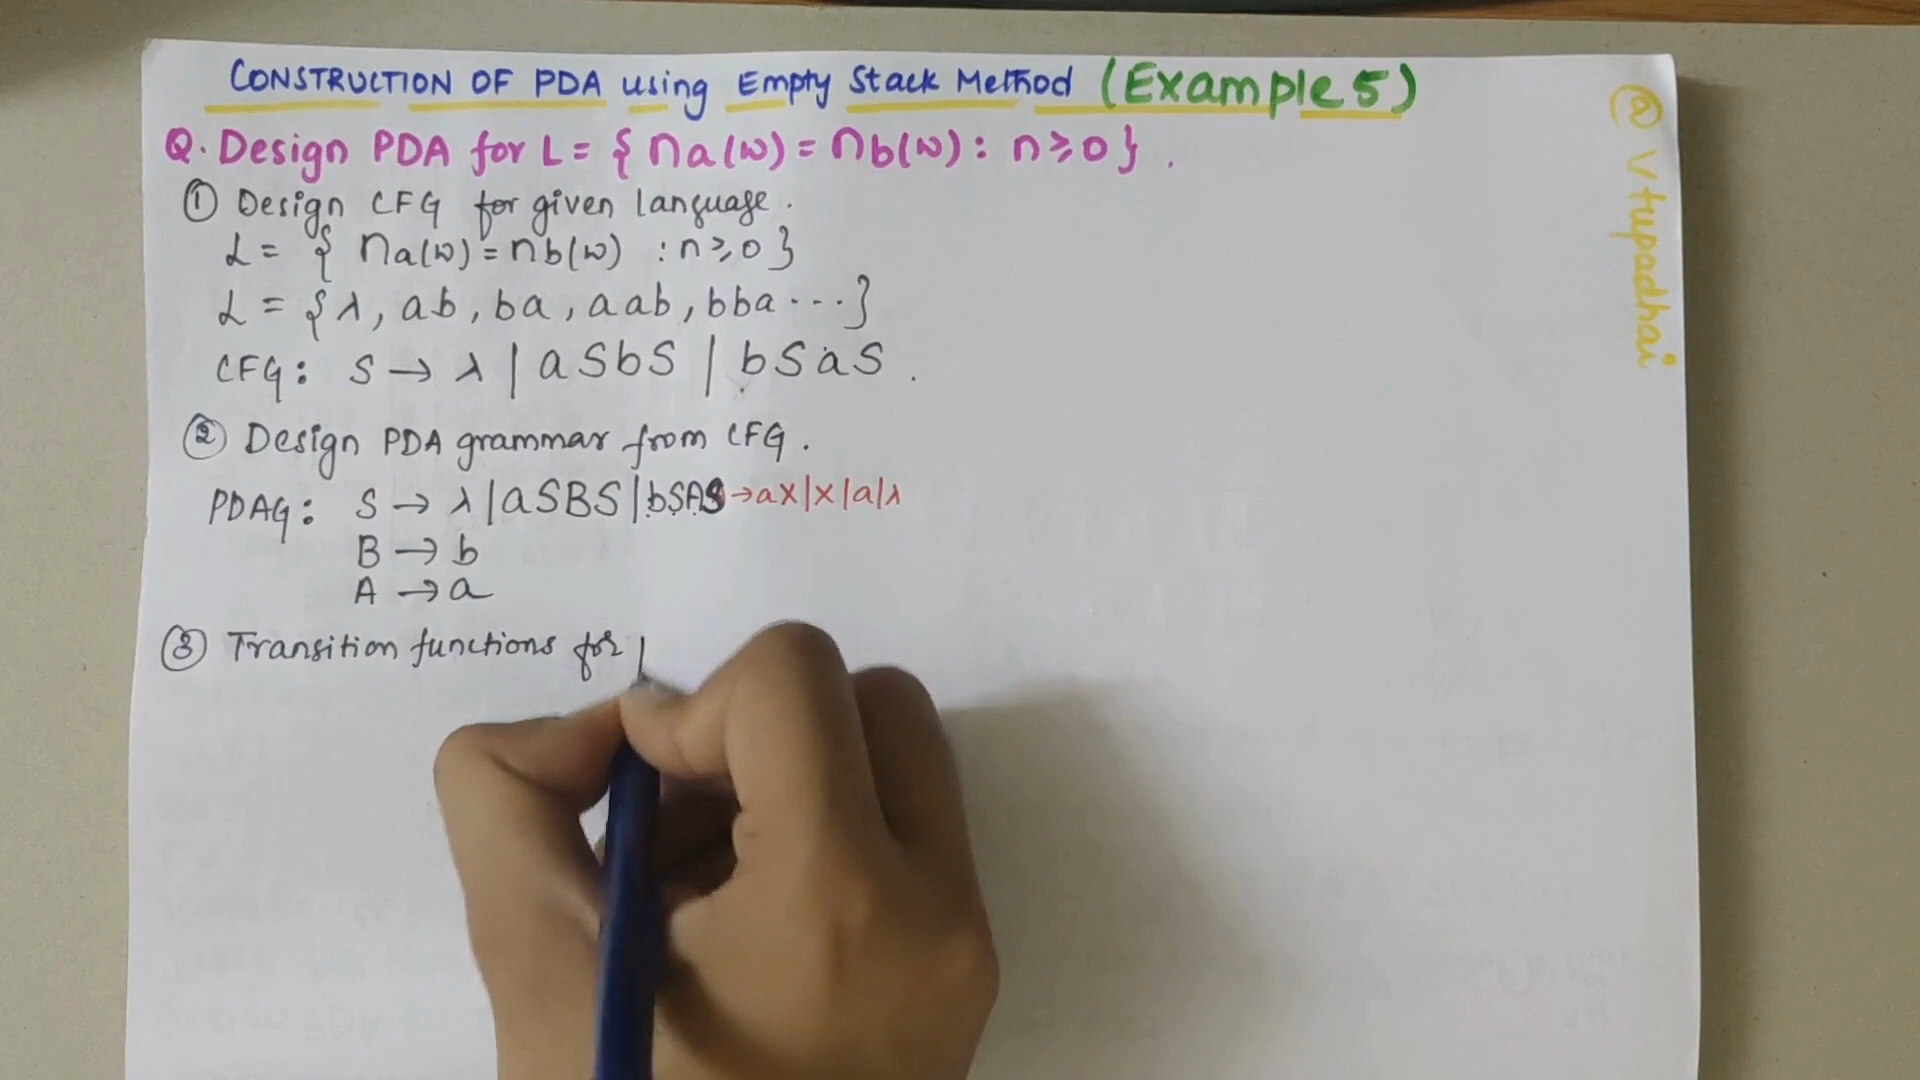 CONSTRUCTION OF PDA using Empty Stack Method (Example 5)
Q. Design PDA for L = { na(w) = nb(w) : n ≥ 0 } .
① Design CFG for given language .
L = { na(w) = nb(w) : n ≥ 0 }
L = { λ, ab, ba, aab, bba ... }
CFG : S → λ | aSbS | bSaS .
② Design PDA grammar from CFG .
PDAG : S → λ | aSBS | bSAS → aX | X | a | λ
B → b
A → a
③ Transition functions for
@ Vtupadhai